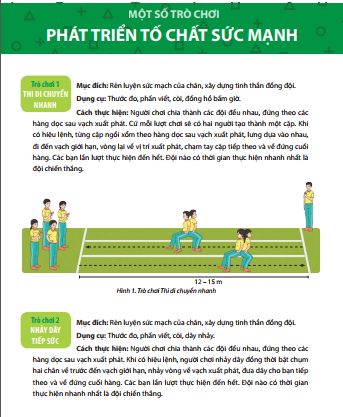 MỘT SỐ TRÒ CHƠI
PHÁT TRIỂN TỐ CHẤT SỨC MẠNH
Trò chơi 1
THI DI CHUYỂN
NHANH
Mục đích: Rèn luyện sức mạch của chân, xây dựng tinh thần đồng đội.
Dụng cụ: Thước đo, phấn viết, còi, đồng hồ bấm giờ.
Cách thực hiện: Người chơi chia thành các đội đều nhau, đứng theo các
hàng dọc sau vạch xuất phát. Cứ mỗi lượt chơi sẽ có hai người tạo thành một cặp. Khi
có hiệu lệnh, từng cặp ngồi xổm theo hàng dọc sau vạch xuất phát, lưng dựa vào nhau,
đi đến vạch giới hạn, vòng lại về vị trí xuất phát, chạm tay cặp tiếp theo và về đứng cuối
hàng. Các bạn lần lượt thực hiện đến hết. Đội nào có thời gian thực hiện nhanh nhất là
đội chiến thắng.
12 – 15 m
Hình 1. Trò chơi Thi di chuyển nhanh
Trò chơi 2
NHẢY DÂY
TIẾP SỨC
Mục đích: Rèn luyện sức mạnh của chân, xây dựng tinh thần đồng đội.
Dụng cụ: Thước đo, phấn viết, còi, dây nhảy.
Cách thực hiện: Người chơi chia thành các đội đều nhau, đứng theo các
hàng dọc sau vạch xuất phát. Khi có hiệu lệnh, người chơi nhảy dây đồng thời bật chụm
hai chân về trước đến vạch giới hạn, nhảy vòng về vạch xuất phát, đưa dây cho bạn tiếp
theo và về đứng cuối hàng. Các bạn lần lượt thực hiện đến hết. Đội nào có thời gian
thực hiện nhanh nhất là đội chiến thắng.